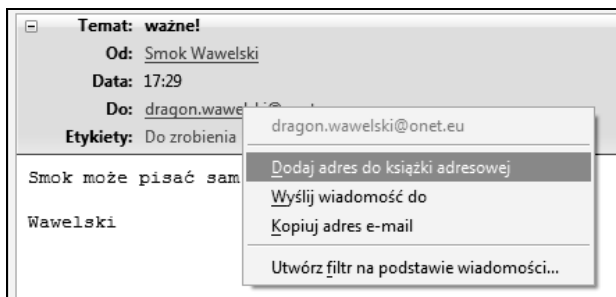 Temat: ważne!
Od: Smok Wawelski
Data: 17:29
Do: dragon.wawelski@onet
Etykiety: Do zrobienia
dragon.wawelski@onet.eu
Dodaj adres do książki adresowej
Wyślij wiadomość do
Kopiuj adres e-mail
Utwórz filtr na podstawie wiadomości...
Smok może pisać sam
Wawelski